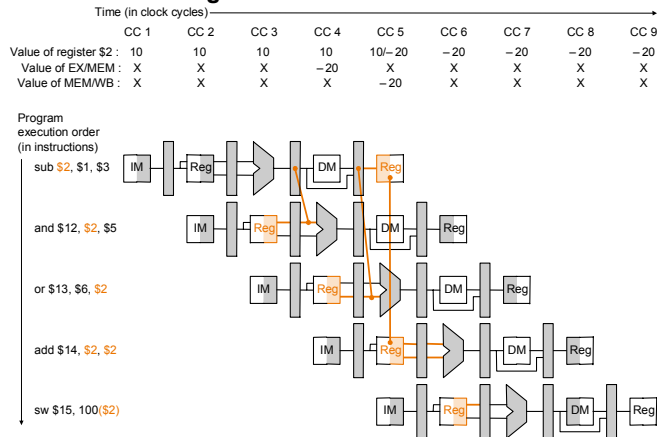 Time (in clock cycles)
CC 1 CC 2 CC 3 CC 4 CC 5 CC 6 CC 7 CC 8 CC 9
Value of register $2 : 10 10 10 10 10/– 20 – 20 – 20 – 20 – 20
Value of EX/MEM : X X X – 20 X X X X X
Value of MEM/WB : X X X X – 20 X X X X
Program
execution order
(in instructions)
sub $2, $1, $3 IM Reg DM Reg
and $12, $2, $5 IM Reg DM Reg
or $13, $6, $2 IM Reg DM Reg
add $14, $2, $2 IM Reg DM Reg
sw $15, 100($2) IM Reg DM Reg